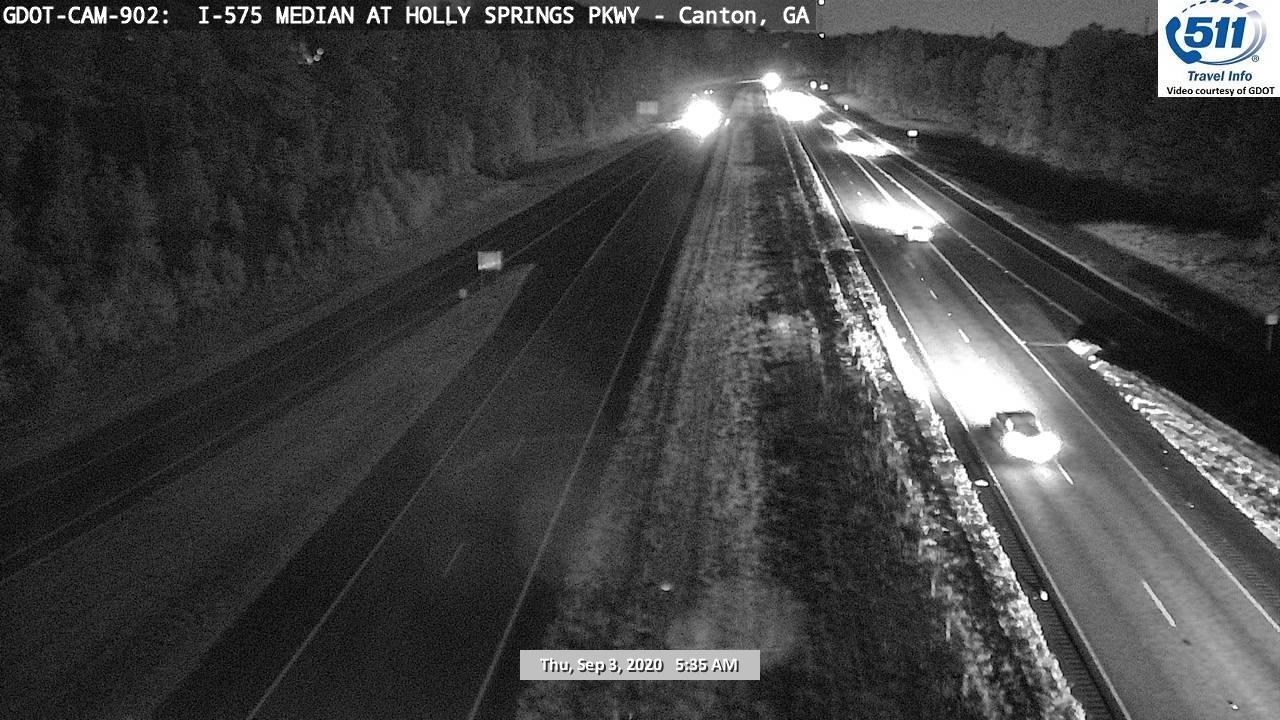 GDOT-CAM-902: I-575 MEDIAN AT HOLLY SPRINGS PKWY - Canton, GA
511
Travel Info
Video courtesy of GDOT
Thu, Sep 3, 2020 5:35 AM